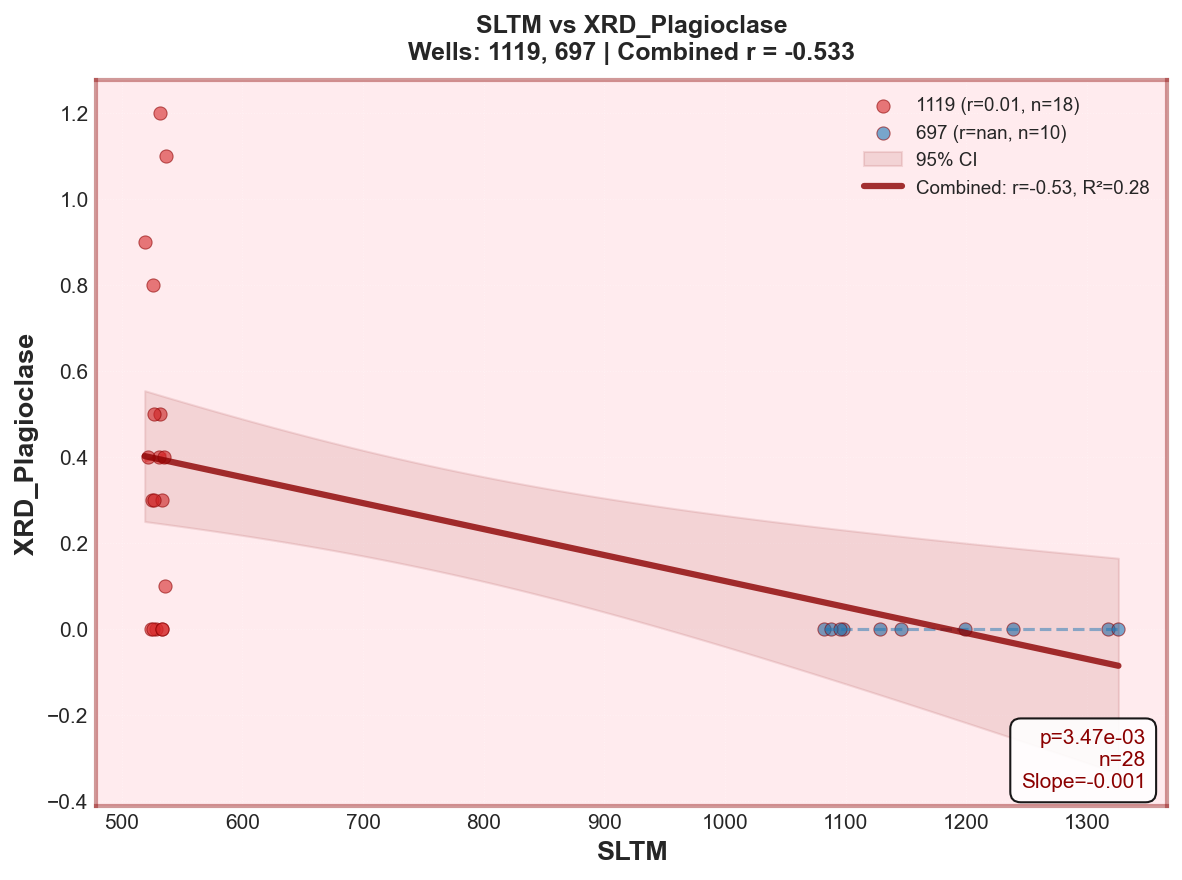 SLTM vs XRD_Plagioclase
Wells: 1119, 697 | Combined r = -0.533
1119 (r=0.01, n=18)
697 (r=nan, n=10)
95% CI
Combined: r=-0.53, R²=0.28
XRD_Plagioclase
1.2
1.0
0.8
0.6
0.4
0.2
0.0
−0.2
−0.4
p=3.47e-03
n=28
Slope=-0.001
500 600 700 800 900 1000 1100 1200 1300
SLTM